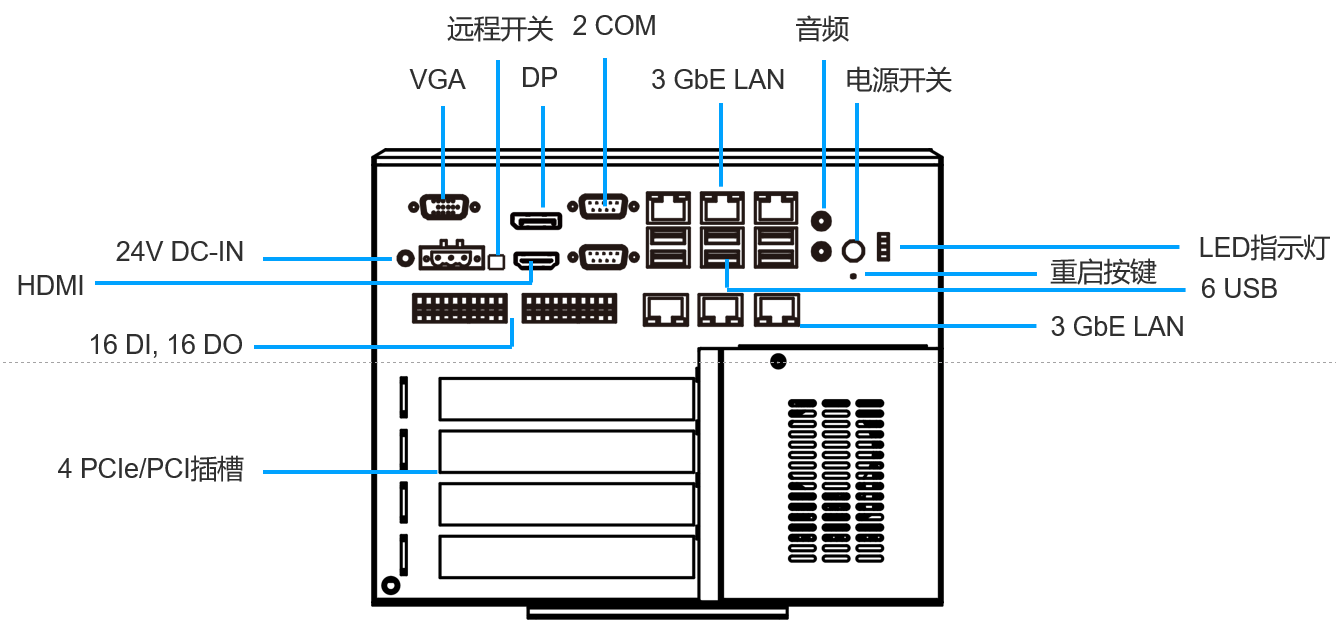 远程开关
2 COM
音频
VGA
DP
3 GbE LAN
电源开关
24V DC-IN
LED指示灯
重启按键
HDMI
6 USB
3 GbE LAN
16 DI, 16 DO
4 PCIe/PCI插槽